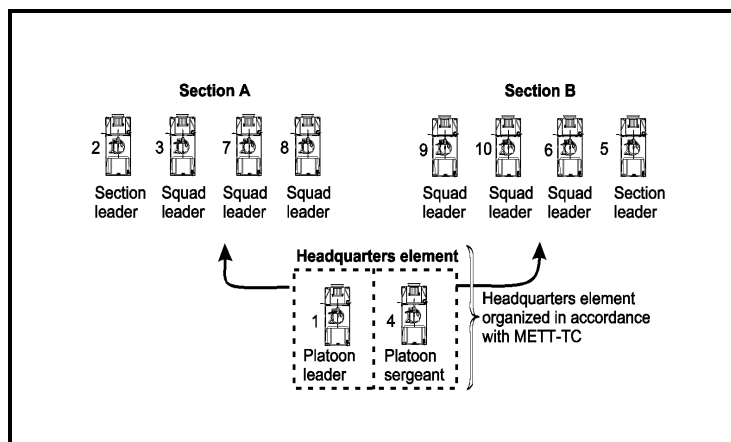 Section A
Section B
2
3
7
8
9
10
6
5
Section leader
Squad leader
Squad leader
Squad leader
Squad leader
Squad leader
Squad leader
Section leader
Headquarters element
1
4
Platoon leader
Platoon sergeant
Headquarters element
organized in accordance
with METT-TC